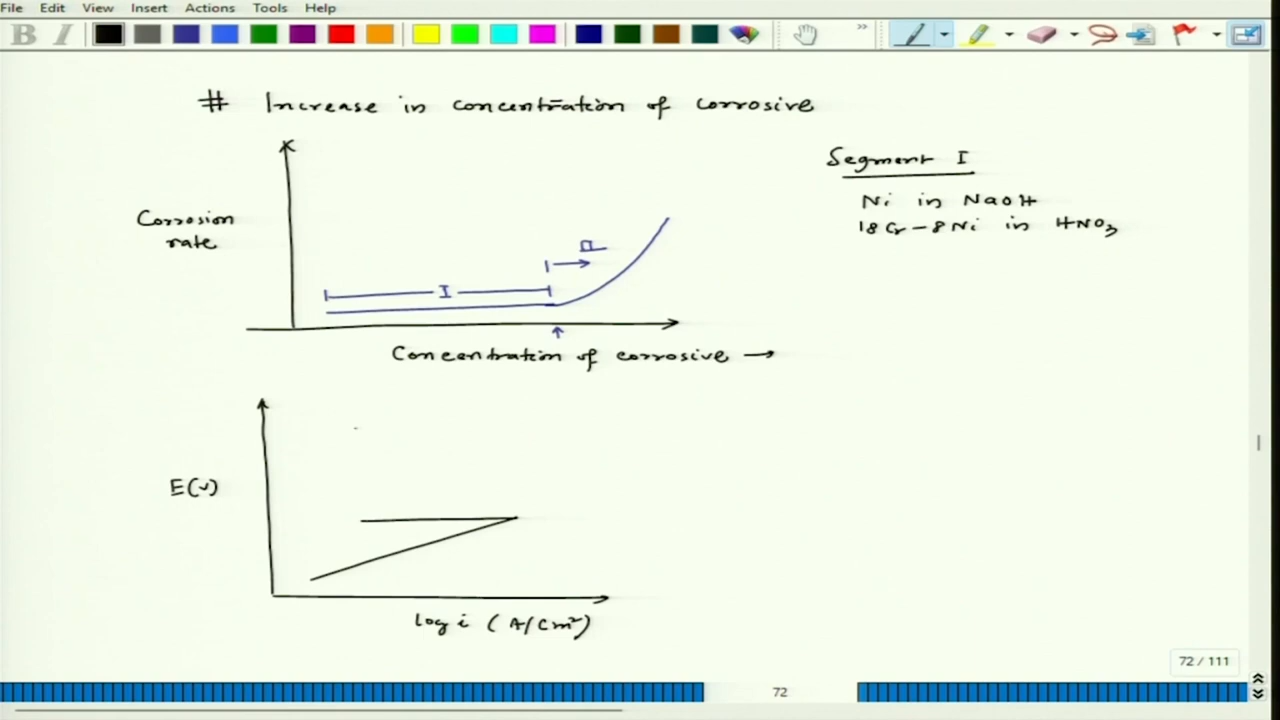 File Edit View Insert Actions Tools Help
B I
# Increase in concentration of corrosive
Segment I
Ni in NaOH
18Cr-8Ni in HNO3
Corrosion
rate
II
I
Concentration of corrosive →
E(v)
log i (A/cm²)
72 / 111
72